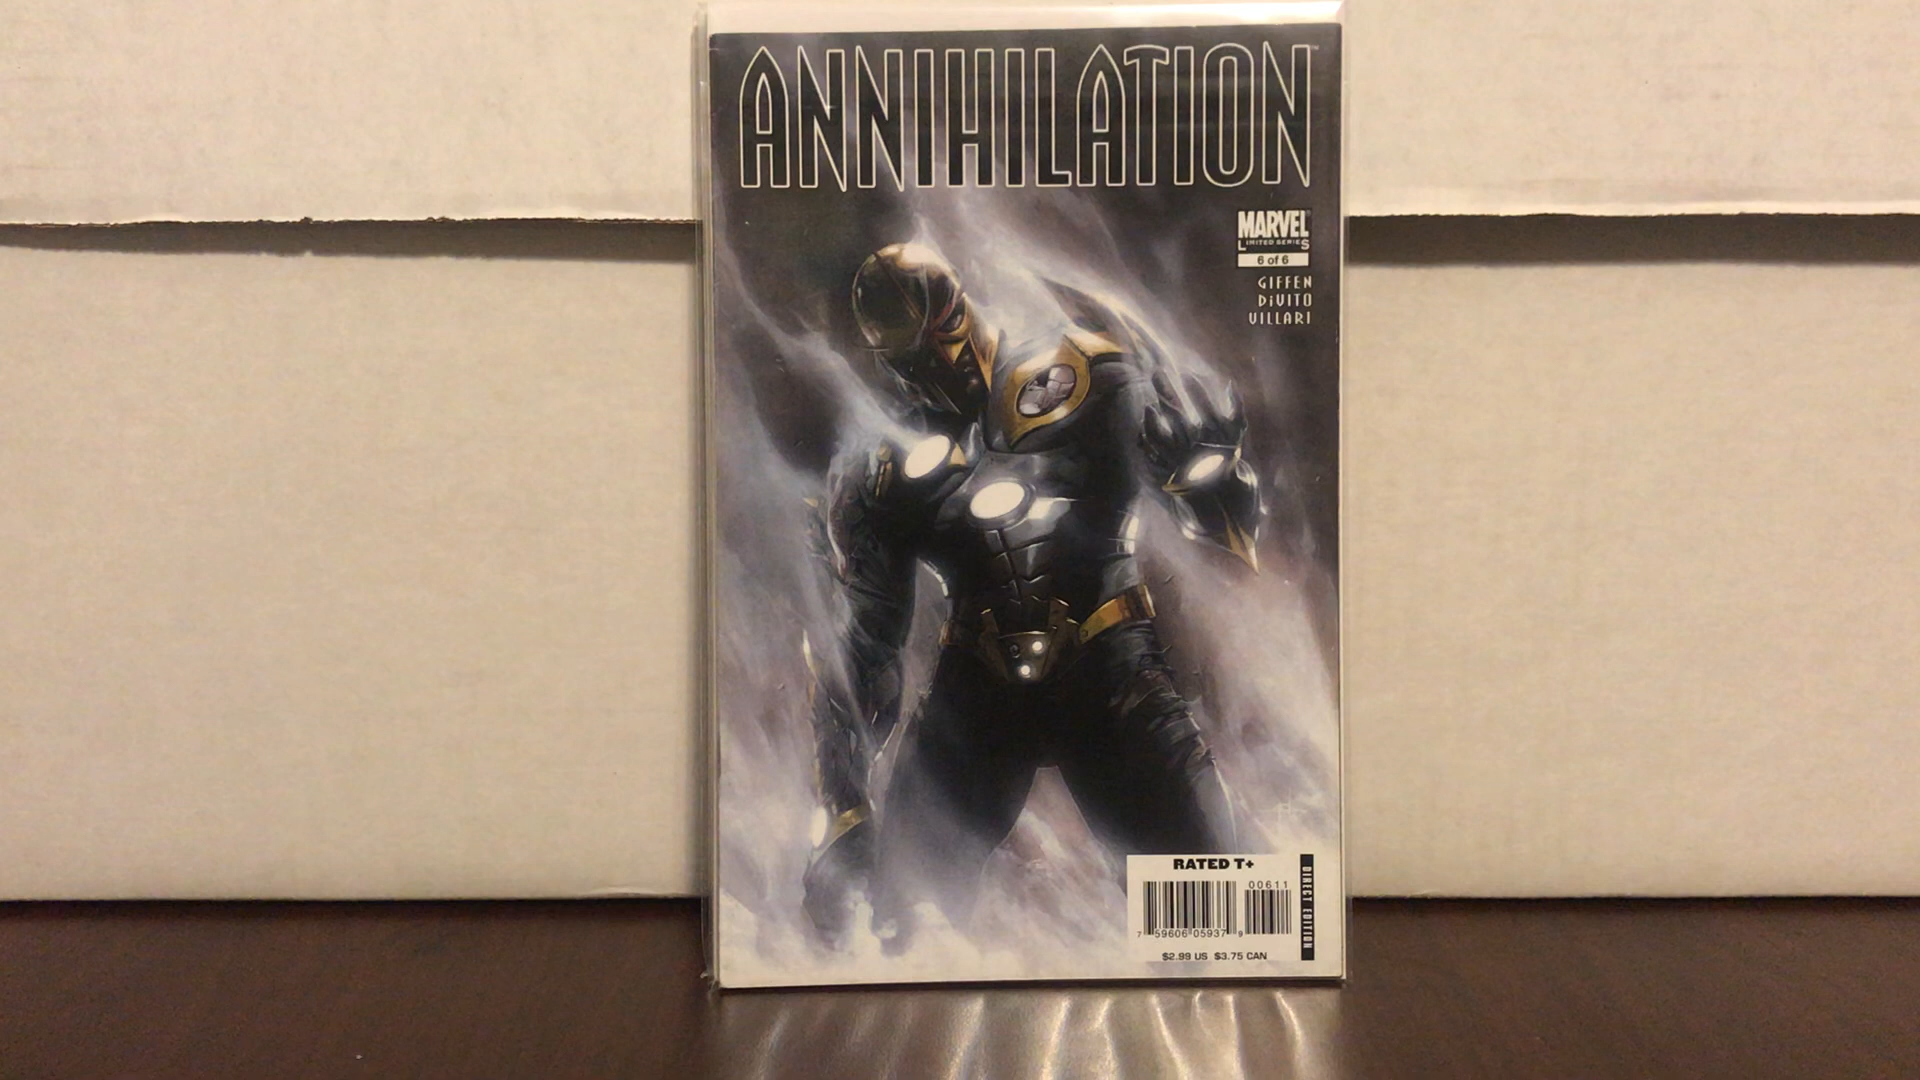 ANNIHILATION
MARVEL
LIMITED SERIES
6 of 6
GIFFEN
DiVITO
VILLARI
RATED T+
00611
7 59606 05937 9
$2.99 US $3.75 CAN
DIRECT EDITION